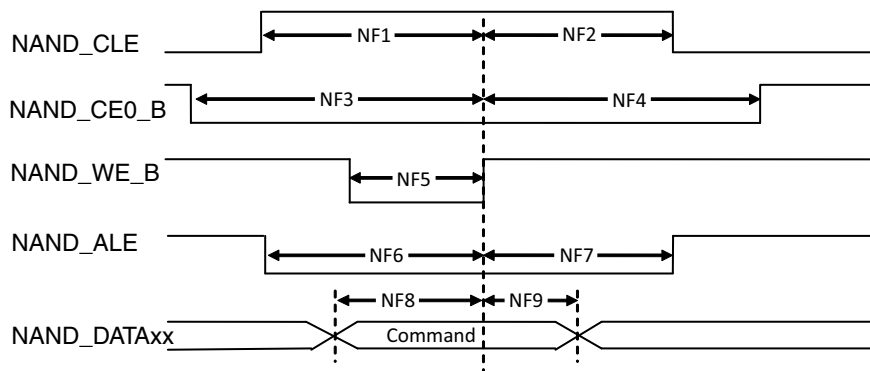 NAND_CLE
NF1
NF2
NAND_CE0_B
NF3
NF4
NAND_WE_B
NF5
NAND_ALE
NF6
NF7
NF8
NF9
NAND_DATAxx
Command